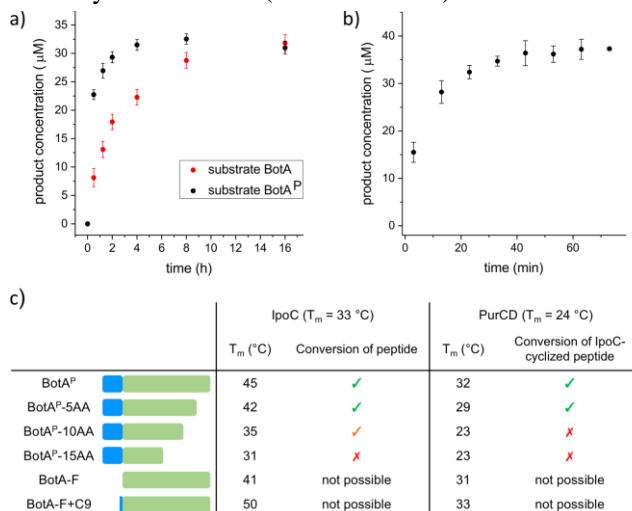 a)
b)
product concentration ( µM)
35
30
25
20
15
10
5
0
substrate BotA
substrate BotA^P
0 2 4 6 8 10 12 14 16
time (h)
product concentration ( µM)
40
30
20
10
0
0 20 40 60
time (min)
c)
IpoC (Tm = 33 °C) PurCD (Tm = 24 °C)
Tm (°C) Conversion of peptide Tm (°C) Conversion of IpoC-
cyclized peptide
BotA^P 45 ✓ 32 ✓
BotA^P-5AA 42 ✓ 29 ✓
BotA^P-10AA 35 ✓ 23 ✗
BotA^P-15AA 31 ✗ 23 ✗
BotA-F 41 not possible 31 not possible
BotA-F+C9 50 not possible 33 not possible